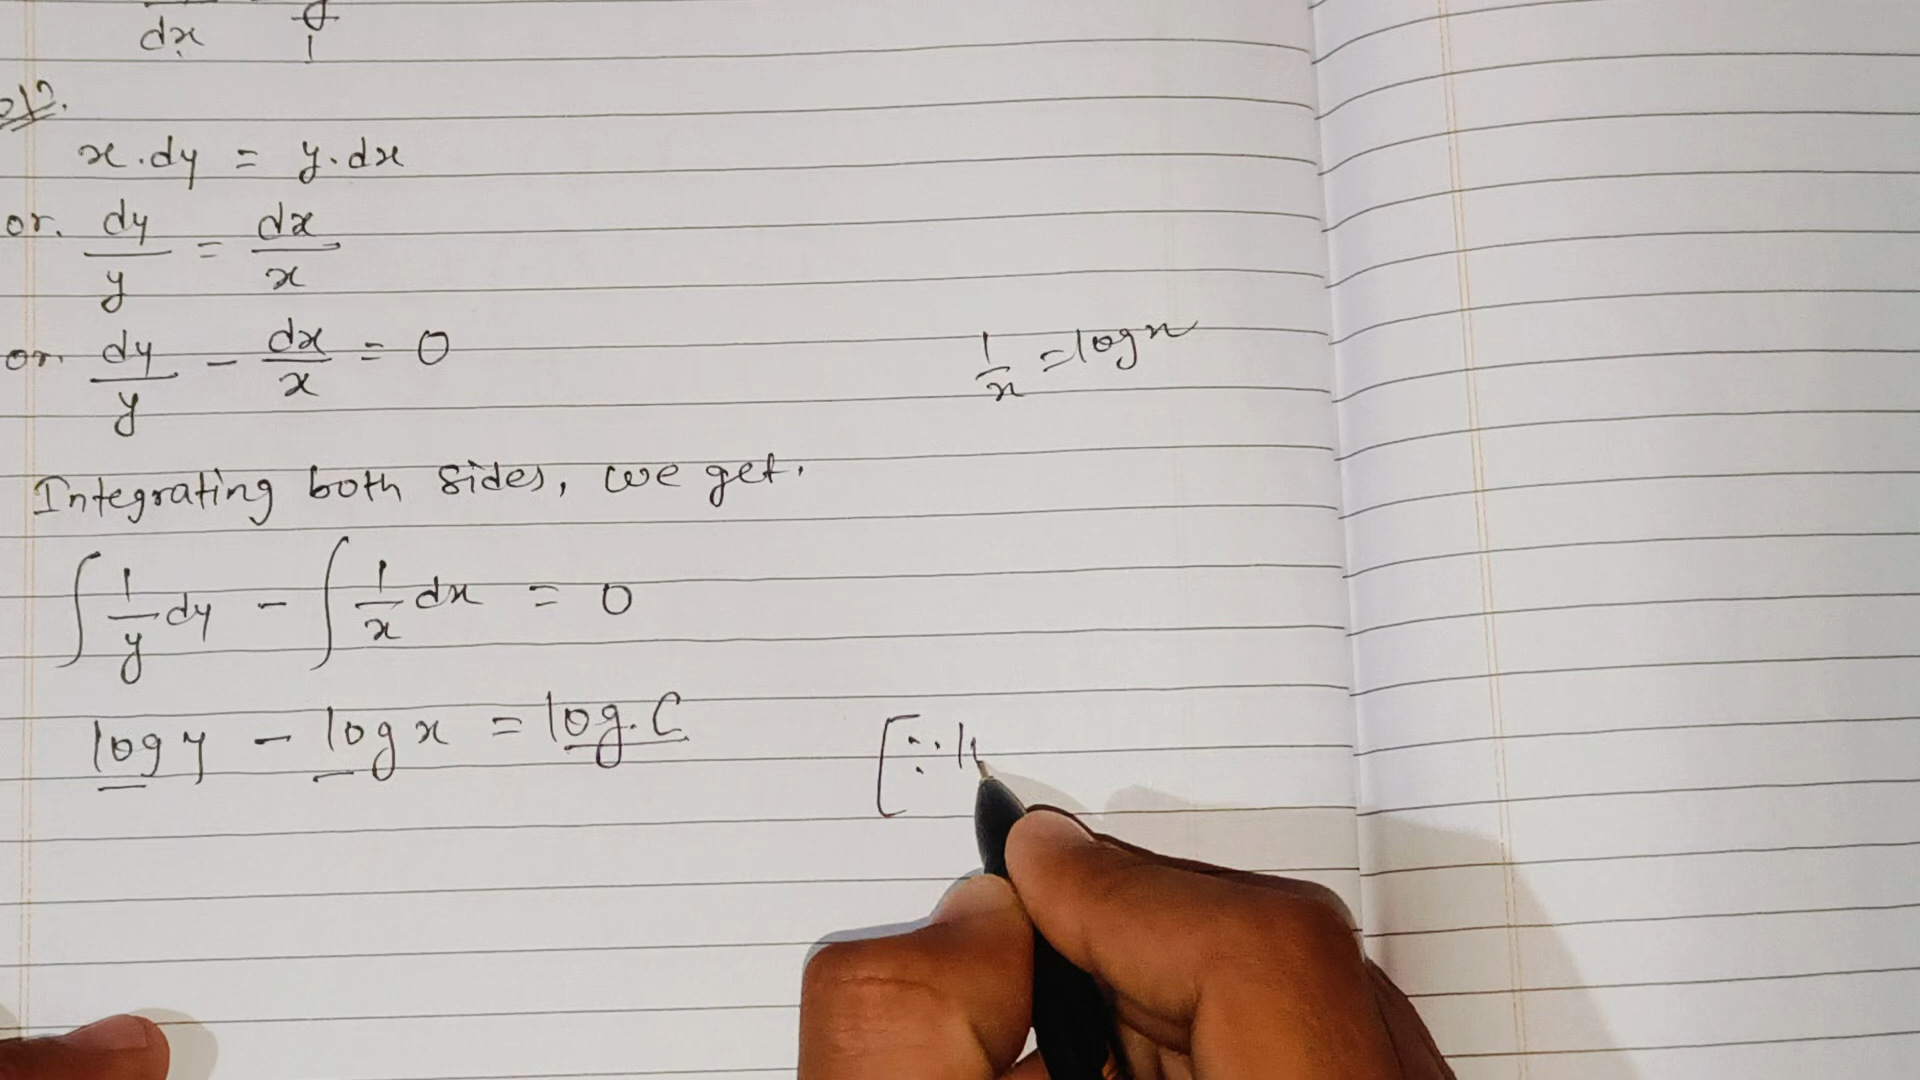 dx
Solⁿ.
x.dy = y.dx
or. dy/y = dx/x
or. dy/y - dx/x = 0
1/x = log x
Integrating both sides, we get.
∫ 1/y dy - ∫ 1/x dx = 0
log y - log x = log.C
[∵